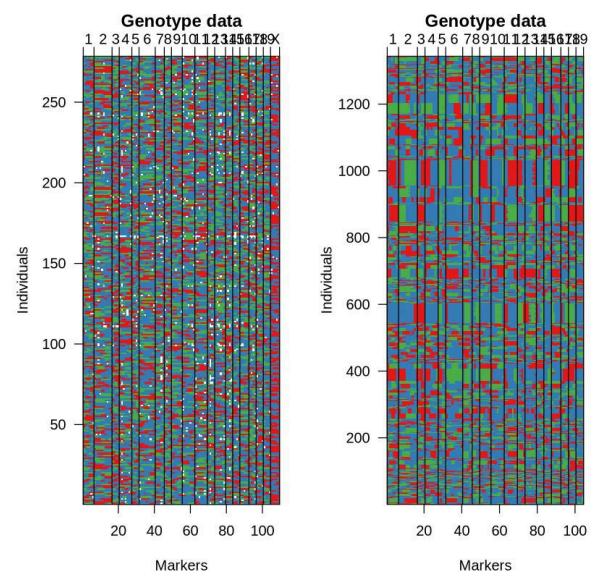 Genotype data
1 2 3 4 5 6 7 8 9 10 11 12 13 14 15 16 17 18 19 X
250
200
150
100
50
Individuals
20 40 60 80 100
Markers
Genotype data
1 2 3 4 5 6 7 8 9 10 11 12 13 14 15 16 17 18 19
1200
1000
800
600
400
200
Individuals
20 40 60 80 100
Markers